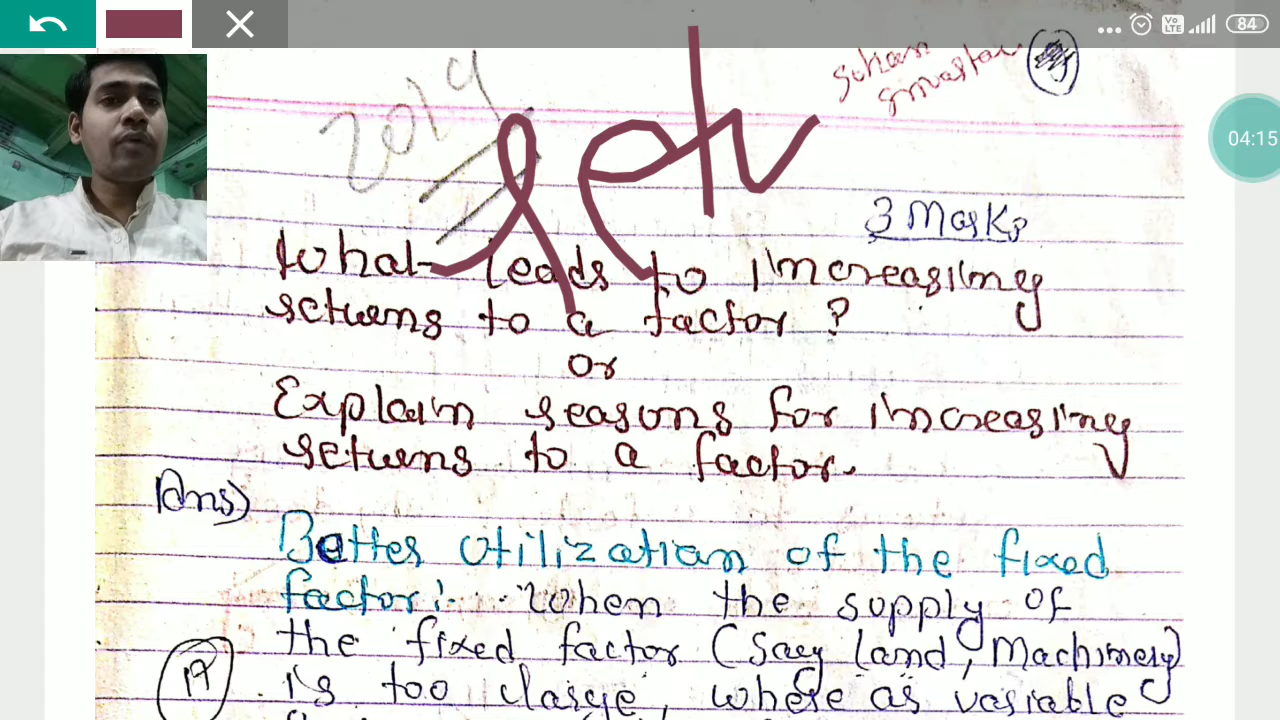 84
04:15
2019
3 Marks
What leads to increasing
returns to a factor ?
Or
Explain reasons for increasing
returns to a factor.
Ans)
Better Utilization of the fixed
factor:- When the supply of
the fixed factor (Say land, Machinery)
is too large, where as variable